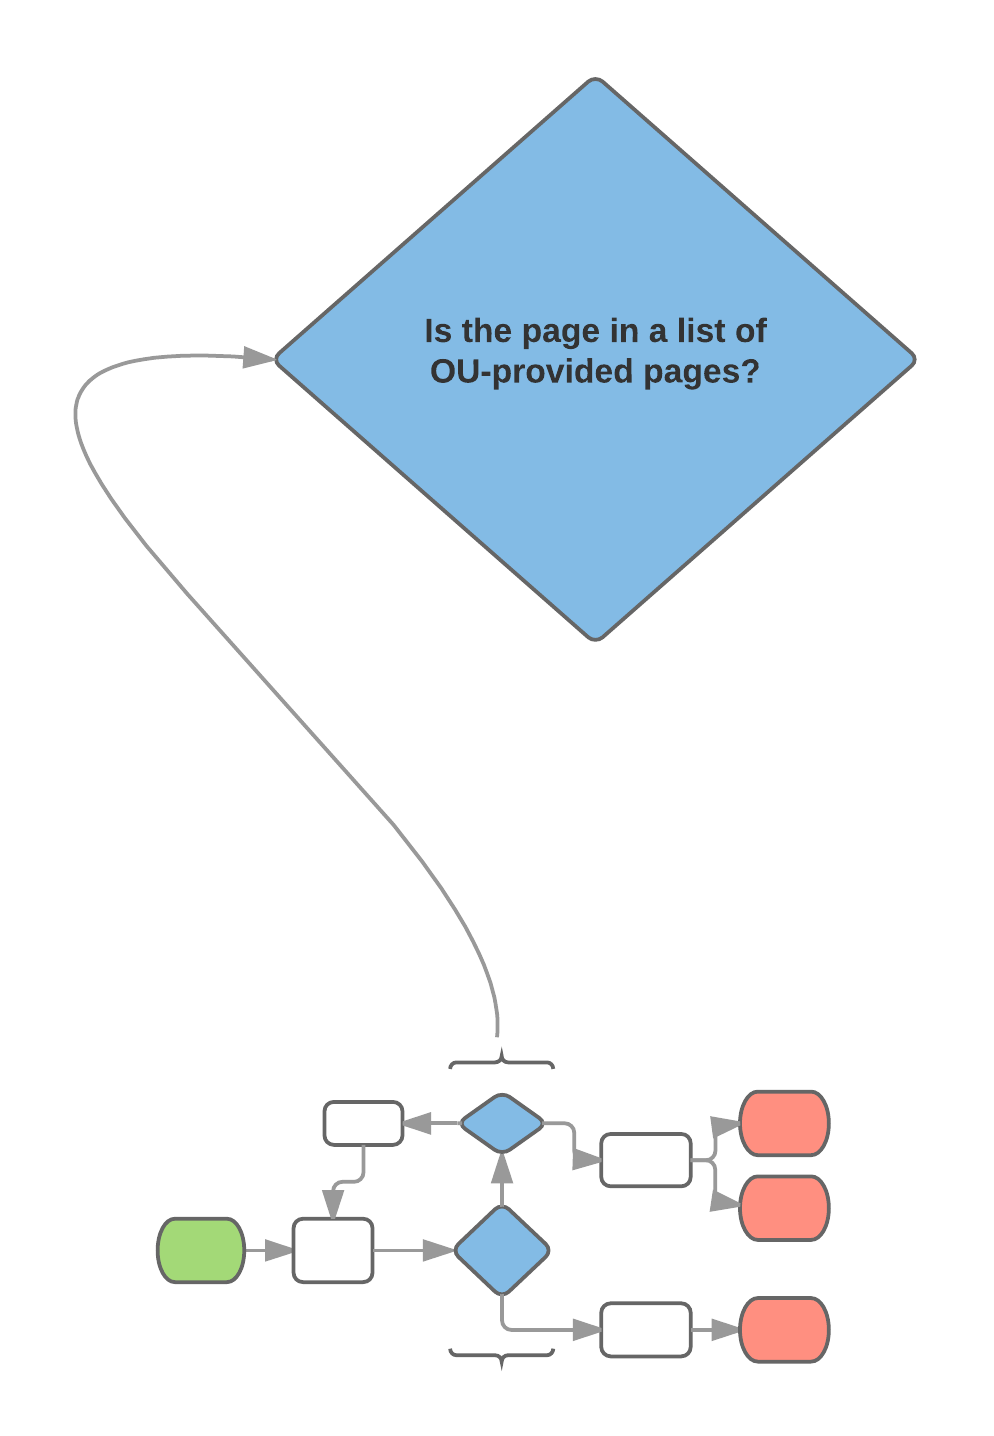 Is the page in a list of
OU-provided pages?